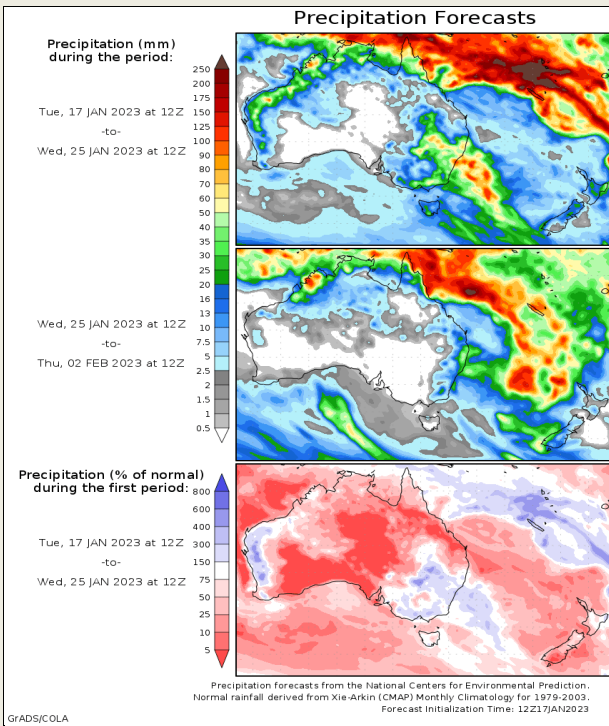 Precipitation Forecasts
Precipitation (mm)
during the period:
Tue, 17 JAN 2023 at 12Z
-to-
Wed, 25 JAN 2023 at 12Z
250
200
175
150
125
100
90
80
70
60
50
40
35
30
25
20
16
13
10
7.5
5
2.5
2
1.5
1
0.5
Wed, 25 JAN 2023 at 12Z
-to-
Thu, 02 FEB 2023 at 12Z
Precipitation (% of normal)
during the first period:
Tue, 17 JAN 2023 at 12Z
-to-
Wed, 25 JAN 2023 at 12Z
800
600
400
300
150
75
50
25
10
5
Precipitation forecasts from the National Centers for Environmental Prediction.
Normal rainfall derived from Xie-Arkin (CMAP) Monthly Climatology for 1979-2003.
Forecast Initialization Time: 12Z17JAN2023
GrADS/COLA